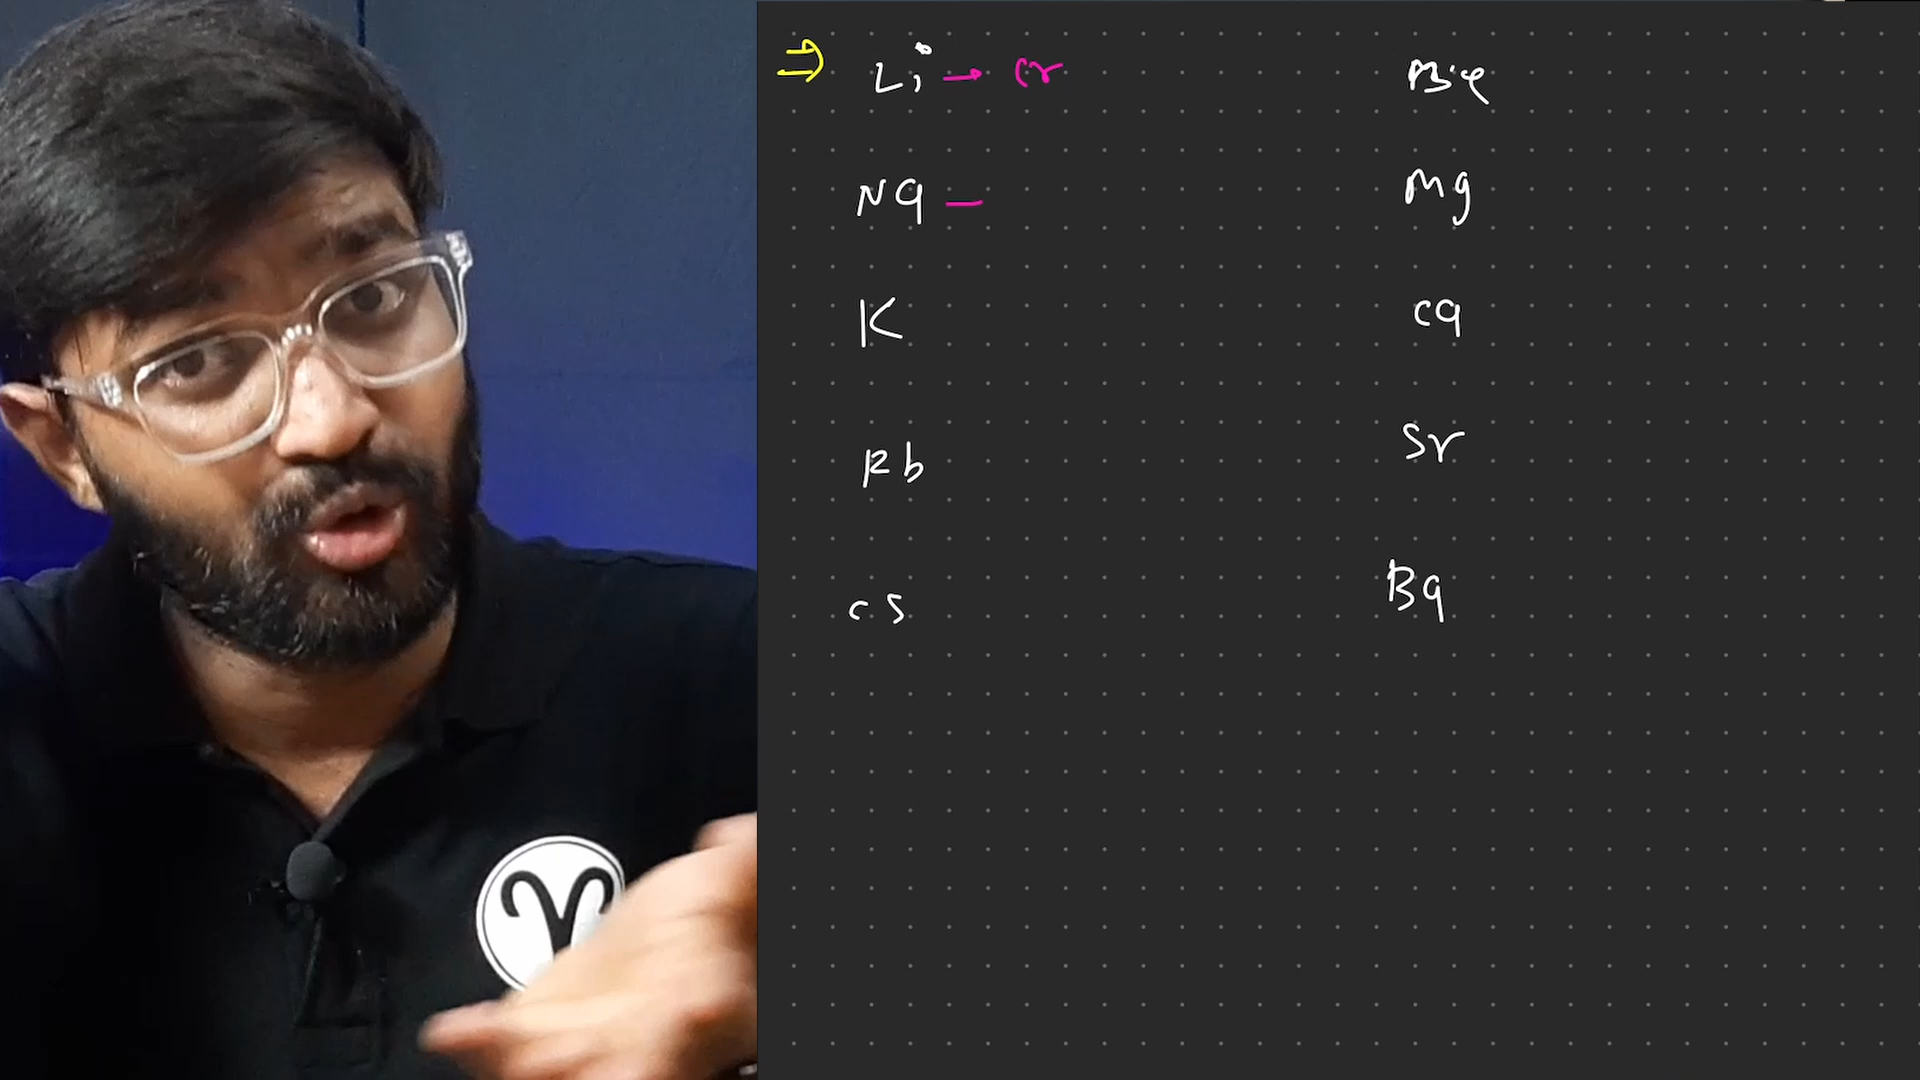 ⇒ Li → Cr
Na —
K
Rb
Cs
Be
Mg
Ca
Sr
Ba